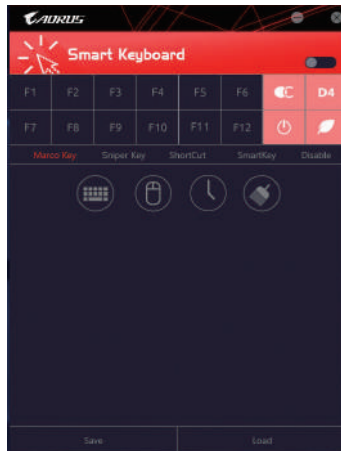 AORUS
Smart Keyboard
F1 F2 F3 F4 F5 F6 C D4
F7 F8 F9 F10 F11 F12
Marco Key Sniper Key ShortCut SmartKey Disable
Save Load